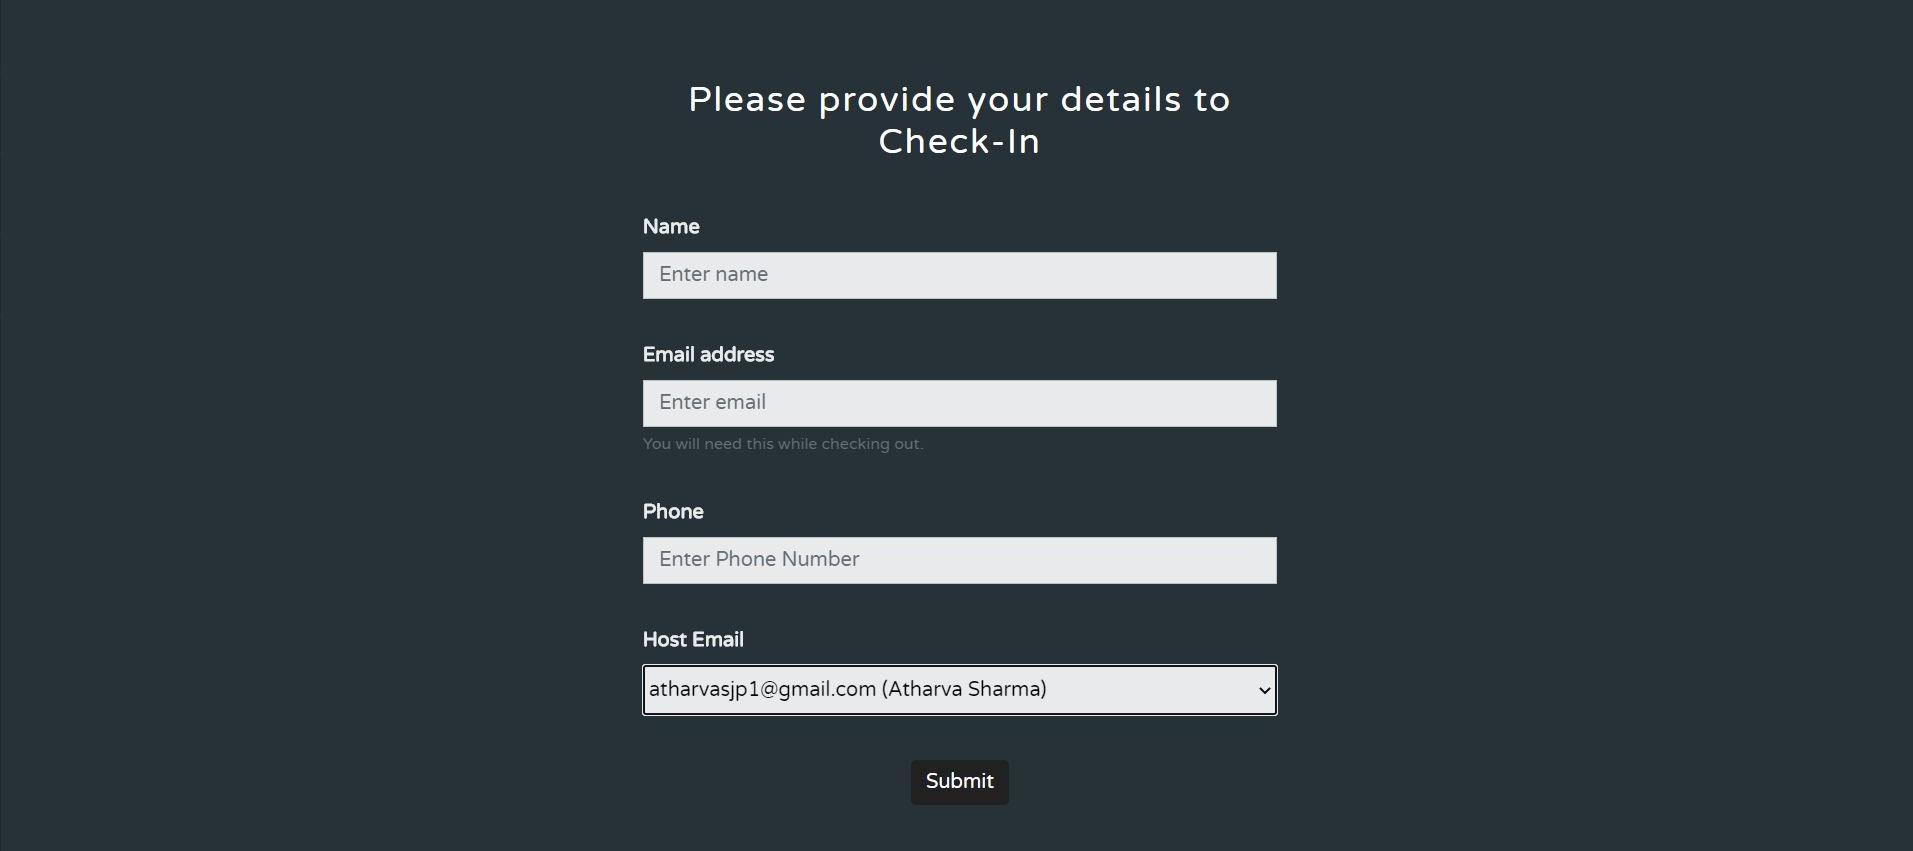 Please provide your details to
Check-In
Name
Enter name
Email address
Enter email
You will need this while checking out.
Phone
Enter Phone Number
Host Email
atharvasjp1@gmail.com (Atharva Sharma)
Submit